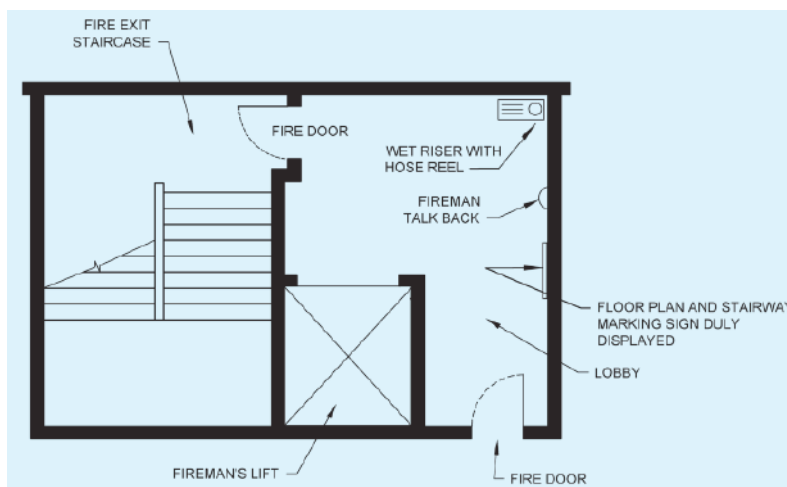 FIRE EXIT
STAIRCASE
FIRE DOOR
WET RISER WITH
HOSE REEL
FIREMAN
TALK BACK
FLOOR PLAN AND STAIRWAY
MARKING SIGN DULY
DISPLAYED
LOBBY
FIREMAN'S LIFT
FIRE DOOR